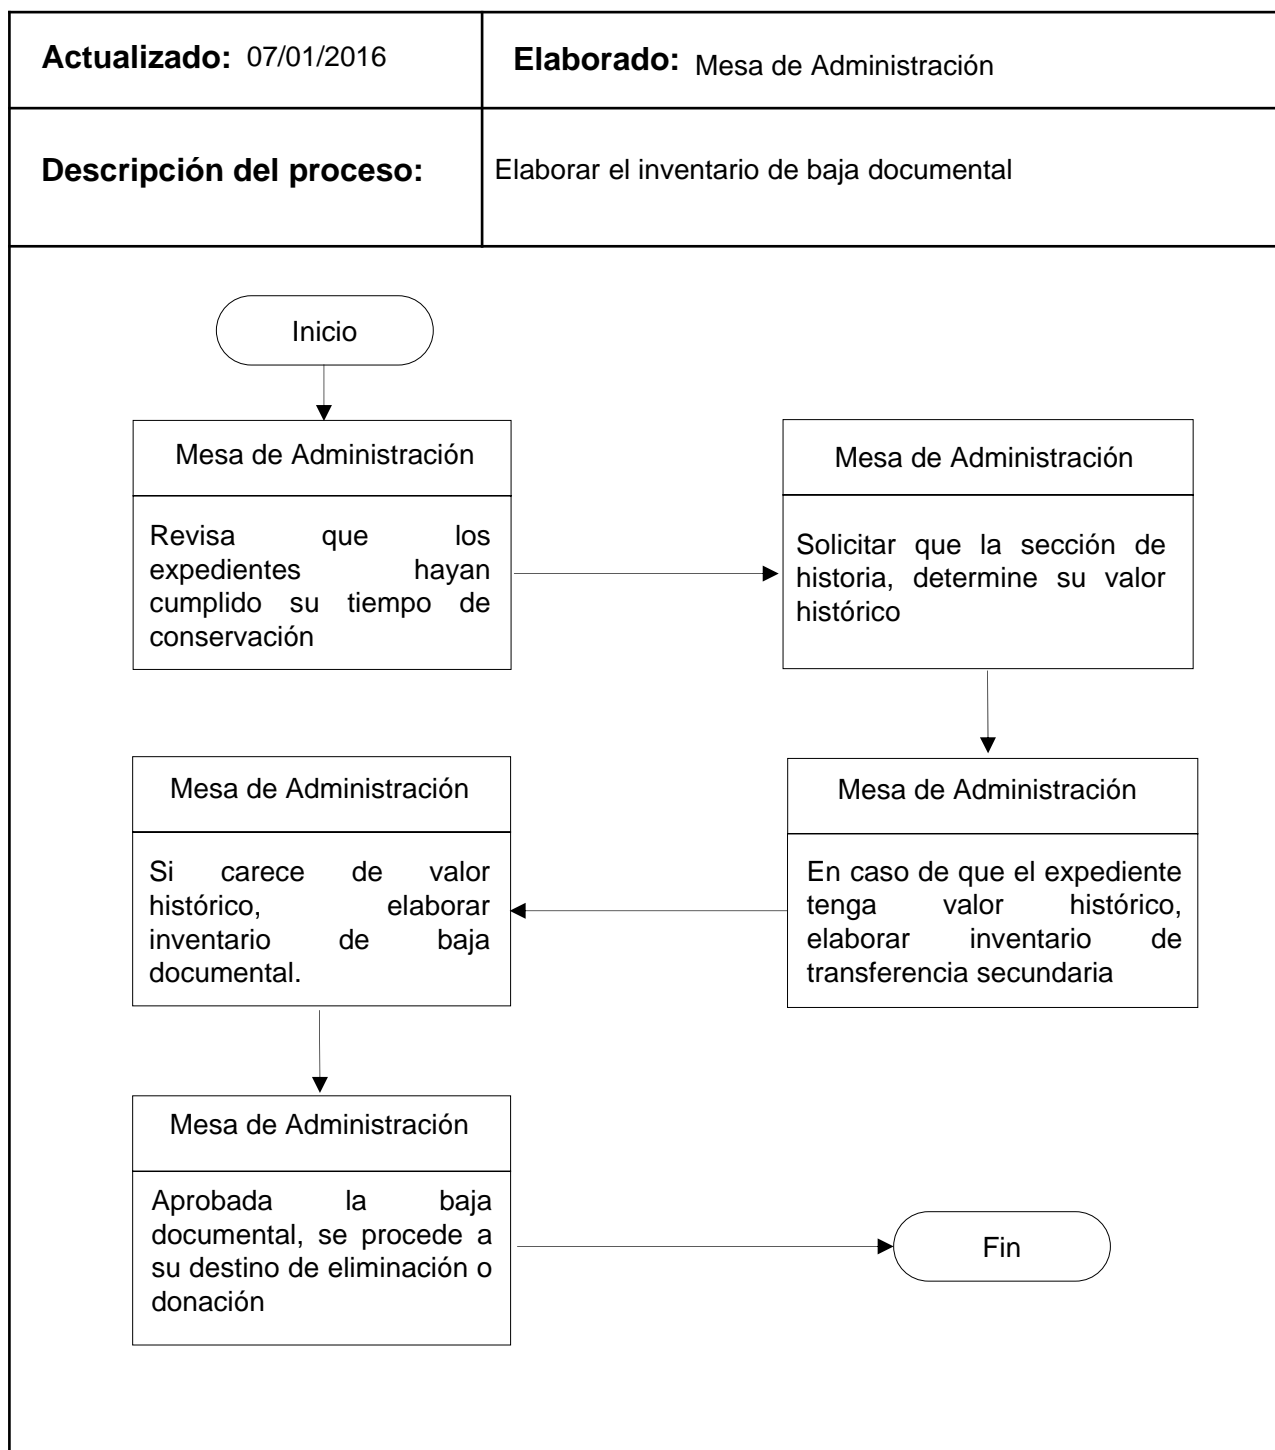 Actualizado: 07/01/2016
Elaborado: Mesa de Administración
Descripción del proceso:
Elaborar el inventario de baja documental
Inicio
Mesa de Administración
Revisa que los
expedientes hayan
cumplido su tiempo de
conservación
Mesa de Administración
Solicitar que la sección de
historia, determine su valor
histórico
Mesa de Administración
En caso de que el expediente
tenga valor histórico,
elaborar inventario de
transferencia secundaria
Mesa de Administración
Si carece de valor
histórico, elaborar
inventario de baja
documental.
Mesa de Administración
Aprobada la baja
documental, se procede a
su destino de eliminación o
donación
Fin